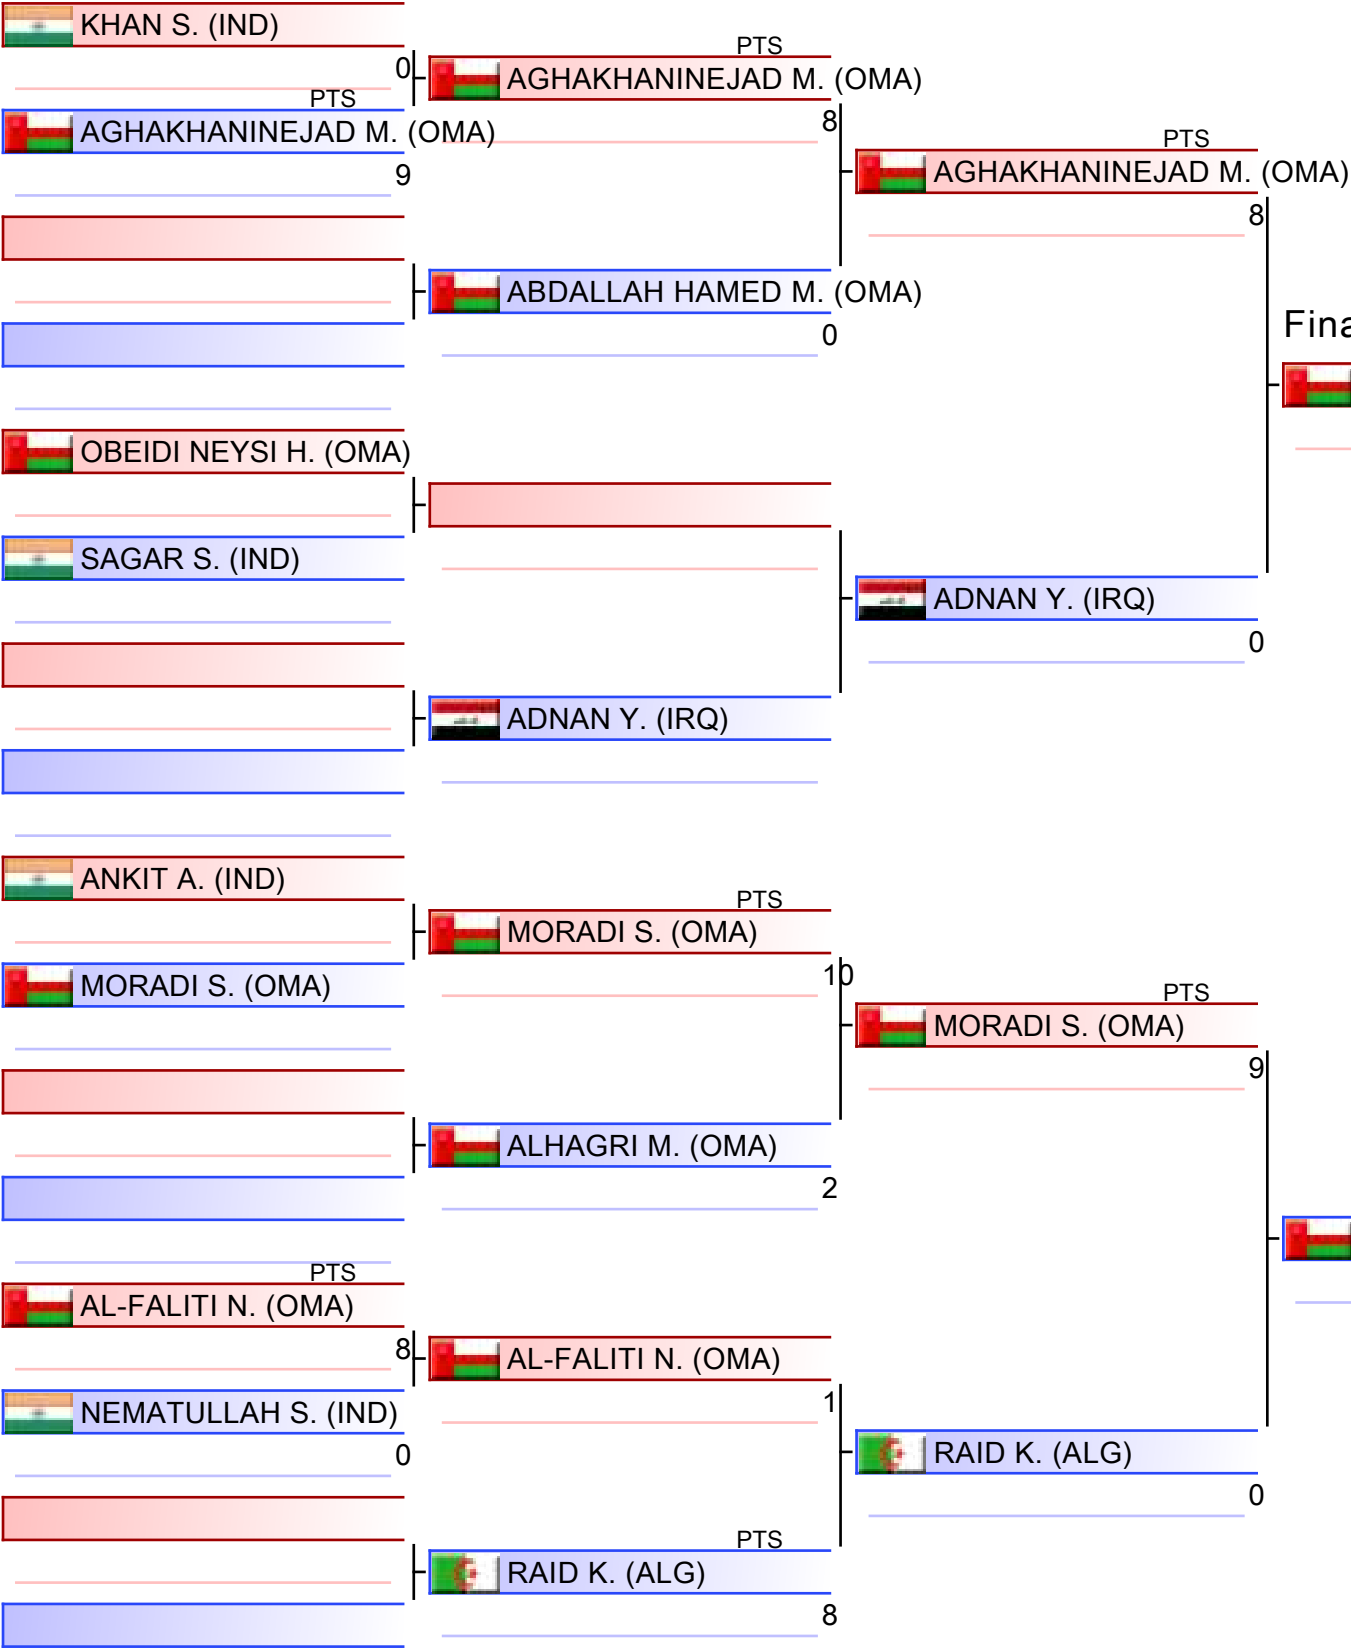 KHAN S. (IND)
0
PTS
AGHAKHANINEJAD M. (OMA)
9
OBEIDI NEYSI H. (OMA)
SAGAR S. (IND)
ANKIT A. (IND)
MORADI S. (OMA)
PTS
AL-FALITI N. (OMA)
8
NEMATULLAH S. (IND)
0
PTS
AGHAKHANINEJAD M. (OMA)
8
ABDALLAH HAMED M. (OMA)
0
ADNAN Y. (IRQ)
PTS
MORADI S. (OMA)
10
ALHAGRI M. (OMA)
2
AL-FALITI N. (OMA)
1
PTS
RAID K. (ALG)
8
PTS
AGHAKHANINEJAD M. (OMA)
8
ADNAN Y. (IRQ)
0
PTS
MORADI S. (OMA)
9
RAID K. (ALG)
0